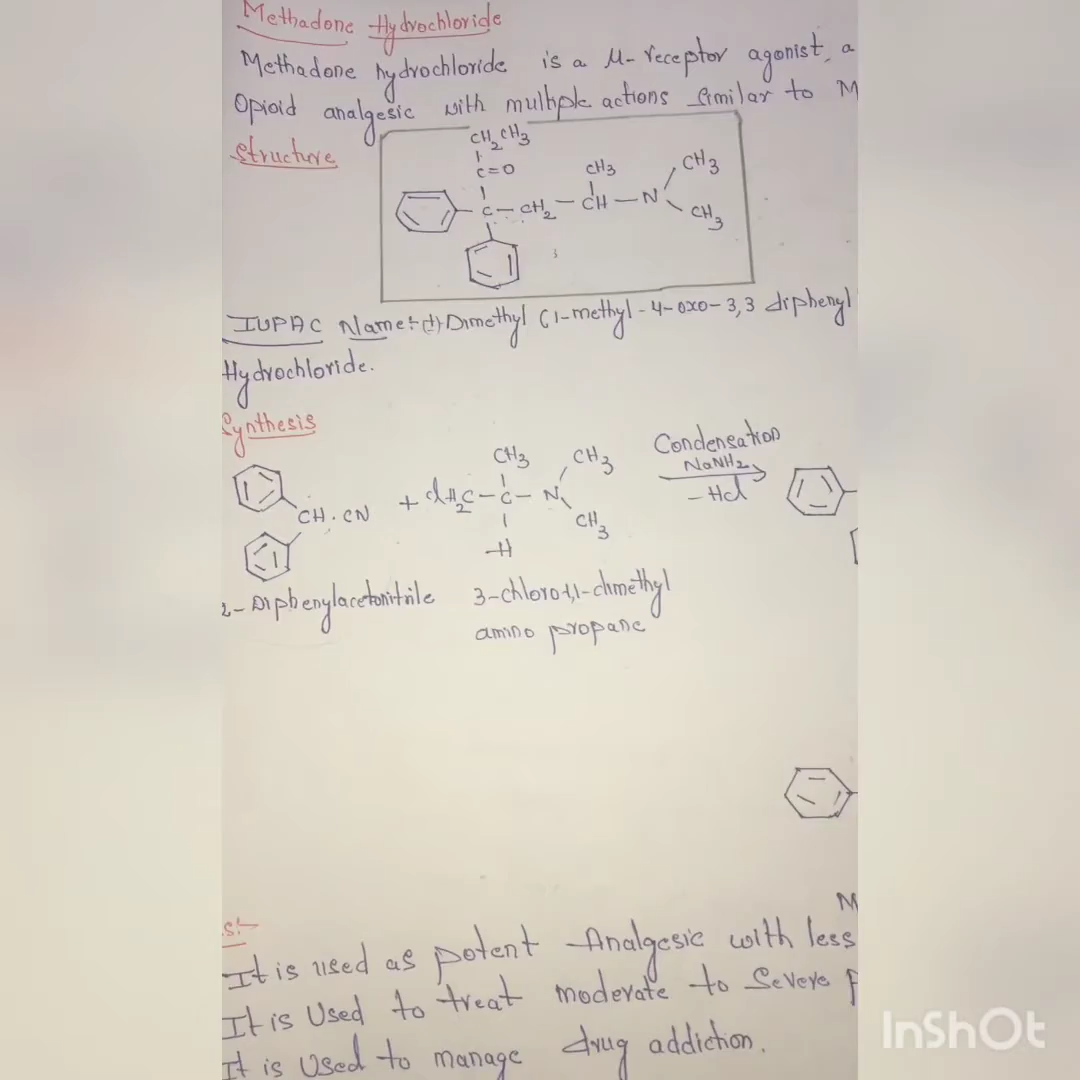 Methadone Hydrochloride
Methadone hydrochloride is a M-receptor agonist, a
Opioid analgesic with multiple actions similar to M
Structure
CH2CH3
C=O
CH3
CH3
C-CH2-CH-N
CH3
IUPAC Name:-(±)Dimethyl (1-methyl-4-oxo-3,3 diphenyl
Hydrochloride.
Synthesis
CH3 CH3
Condensation
NaNH2
-Hcl
CH.CN + clH2C-C-N
CH3
H
2-Diphenylacetonitrile
3-chloro-1,1-dimethyl
amino propane
M
s:-
It is used as potent Analgesic with less
It is Used to treat moderate to severe p
It is Used to manage drug addiction.
InShOt